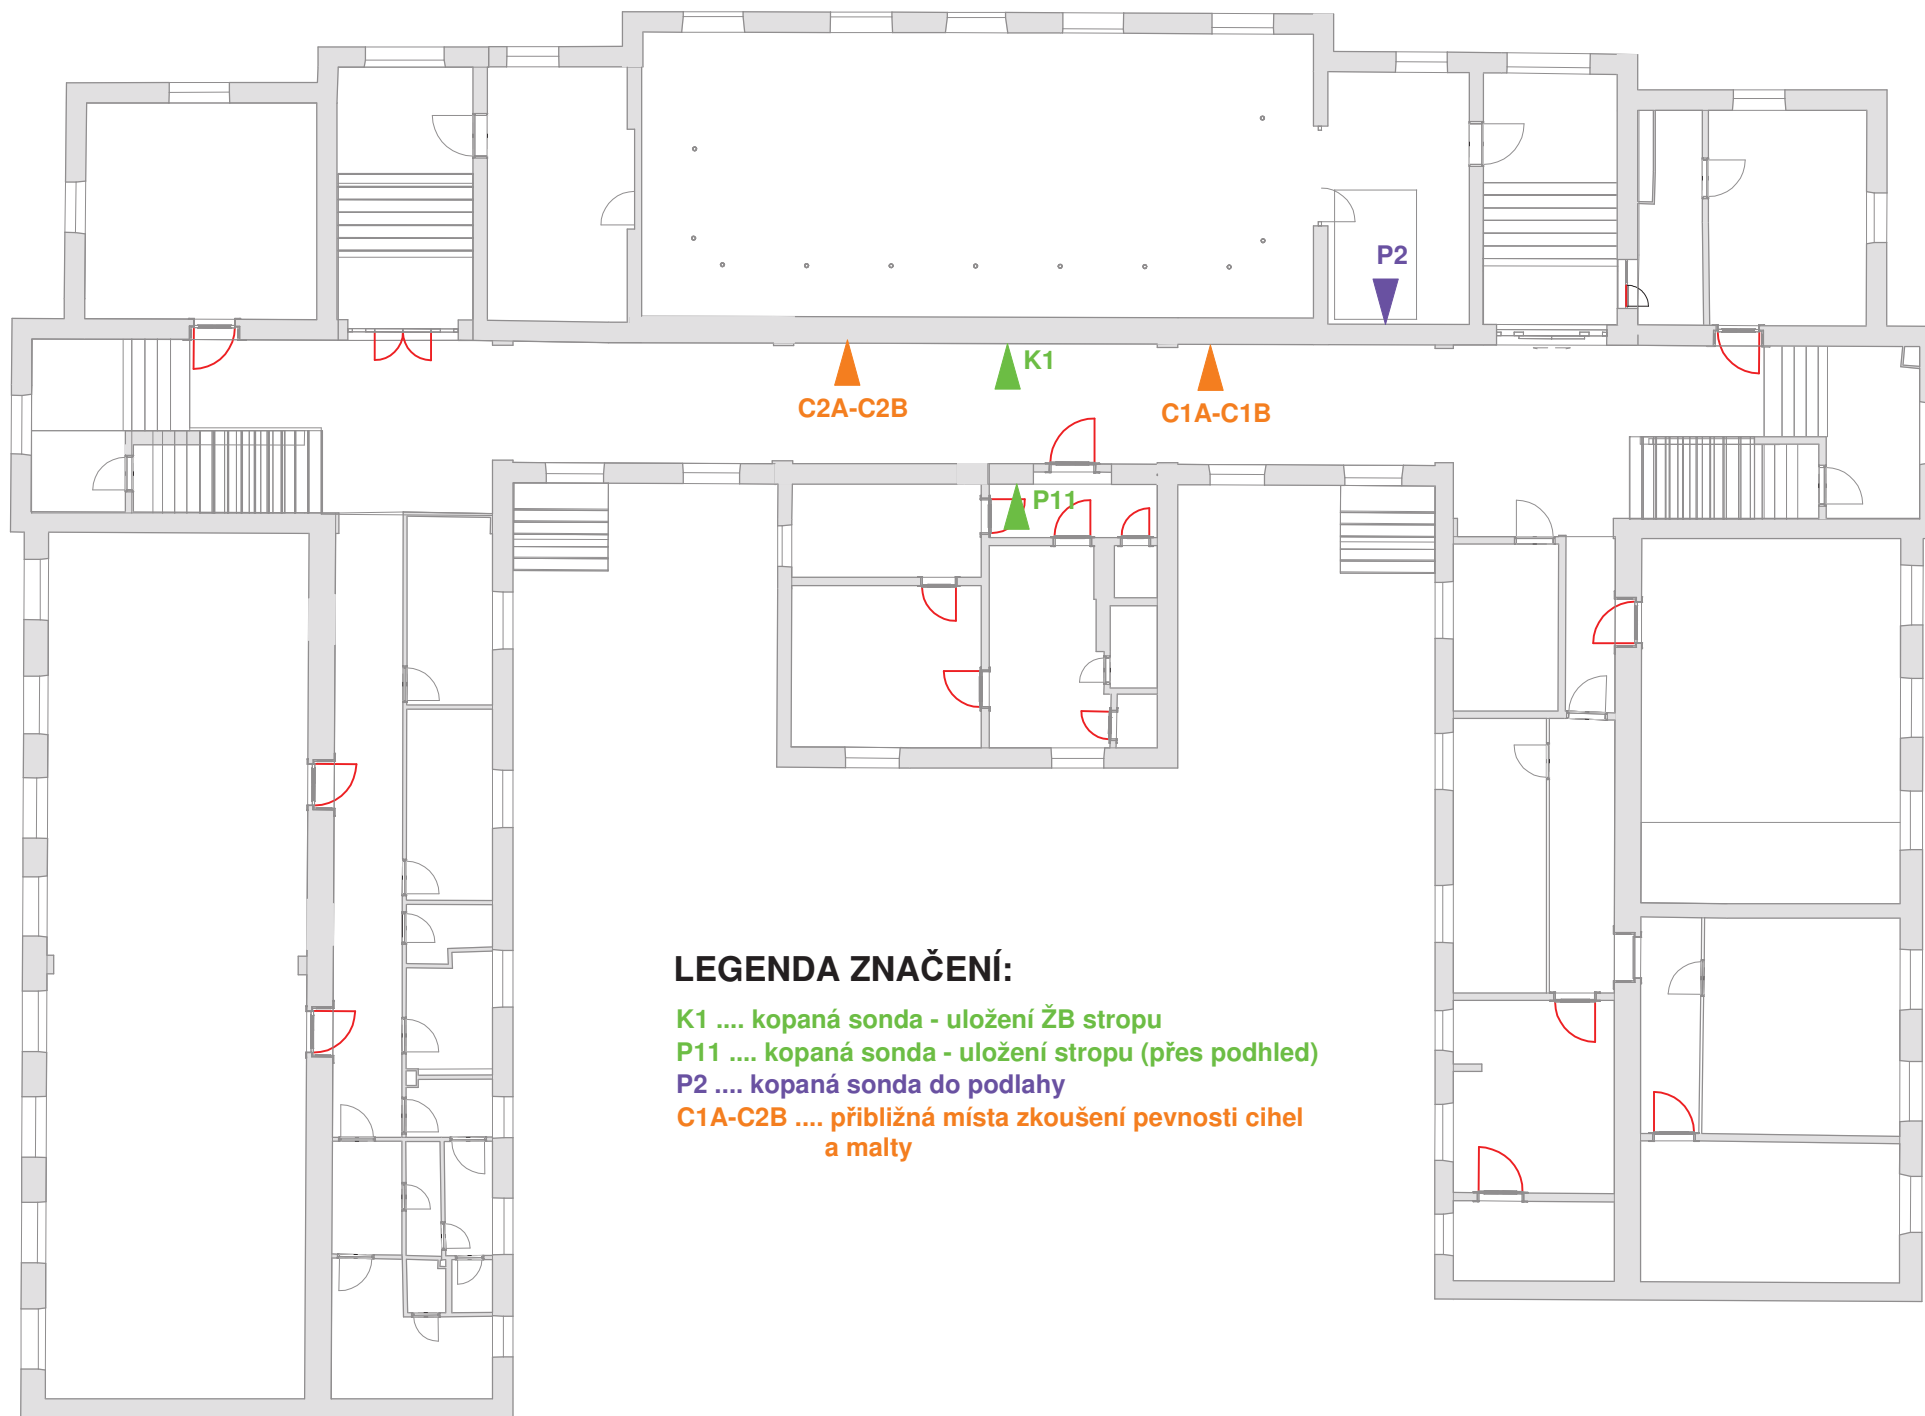 P2
K1
C2A-C2B
C1A-C1B
P11
LEGENDA ZNAČENÍ:
K1 .... kopaná sonda - uložení ŽB stropu
P11 .... kopaná sonda - uložení stropu (přes podhled)
P2 .... kopaná sonda do podlahy
C1A-C2B .... přibližná místa zkoušení pevnosti cihel
a malty